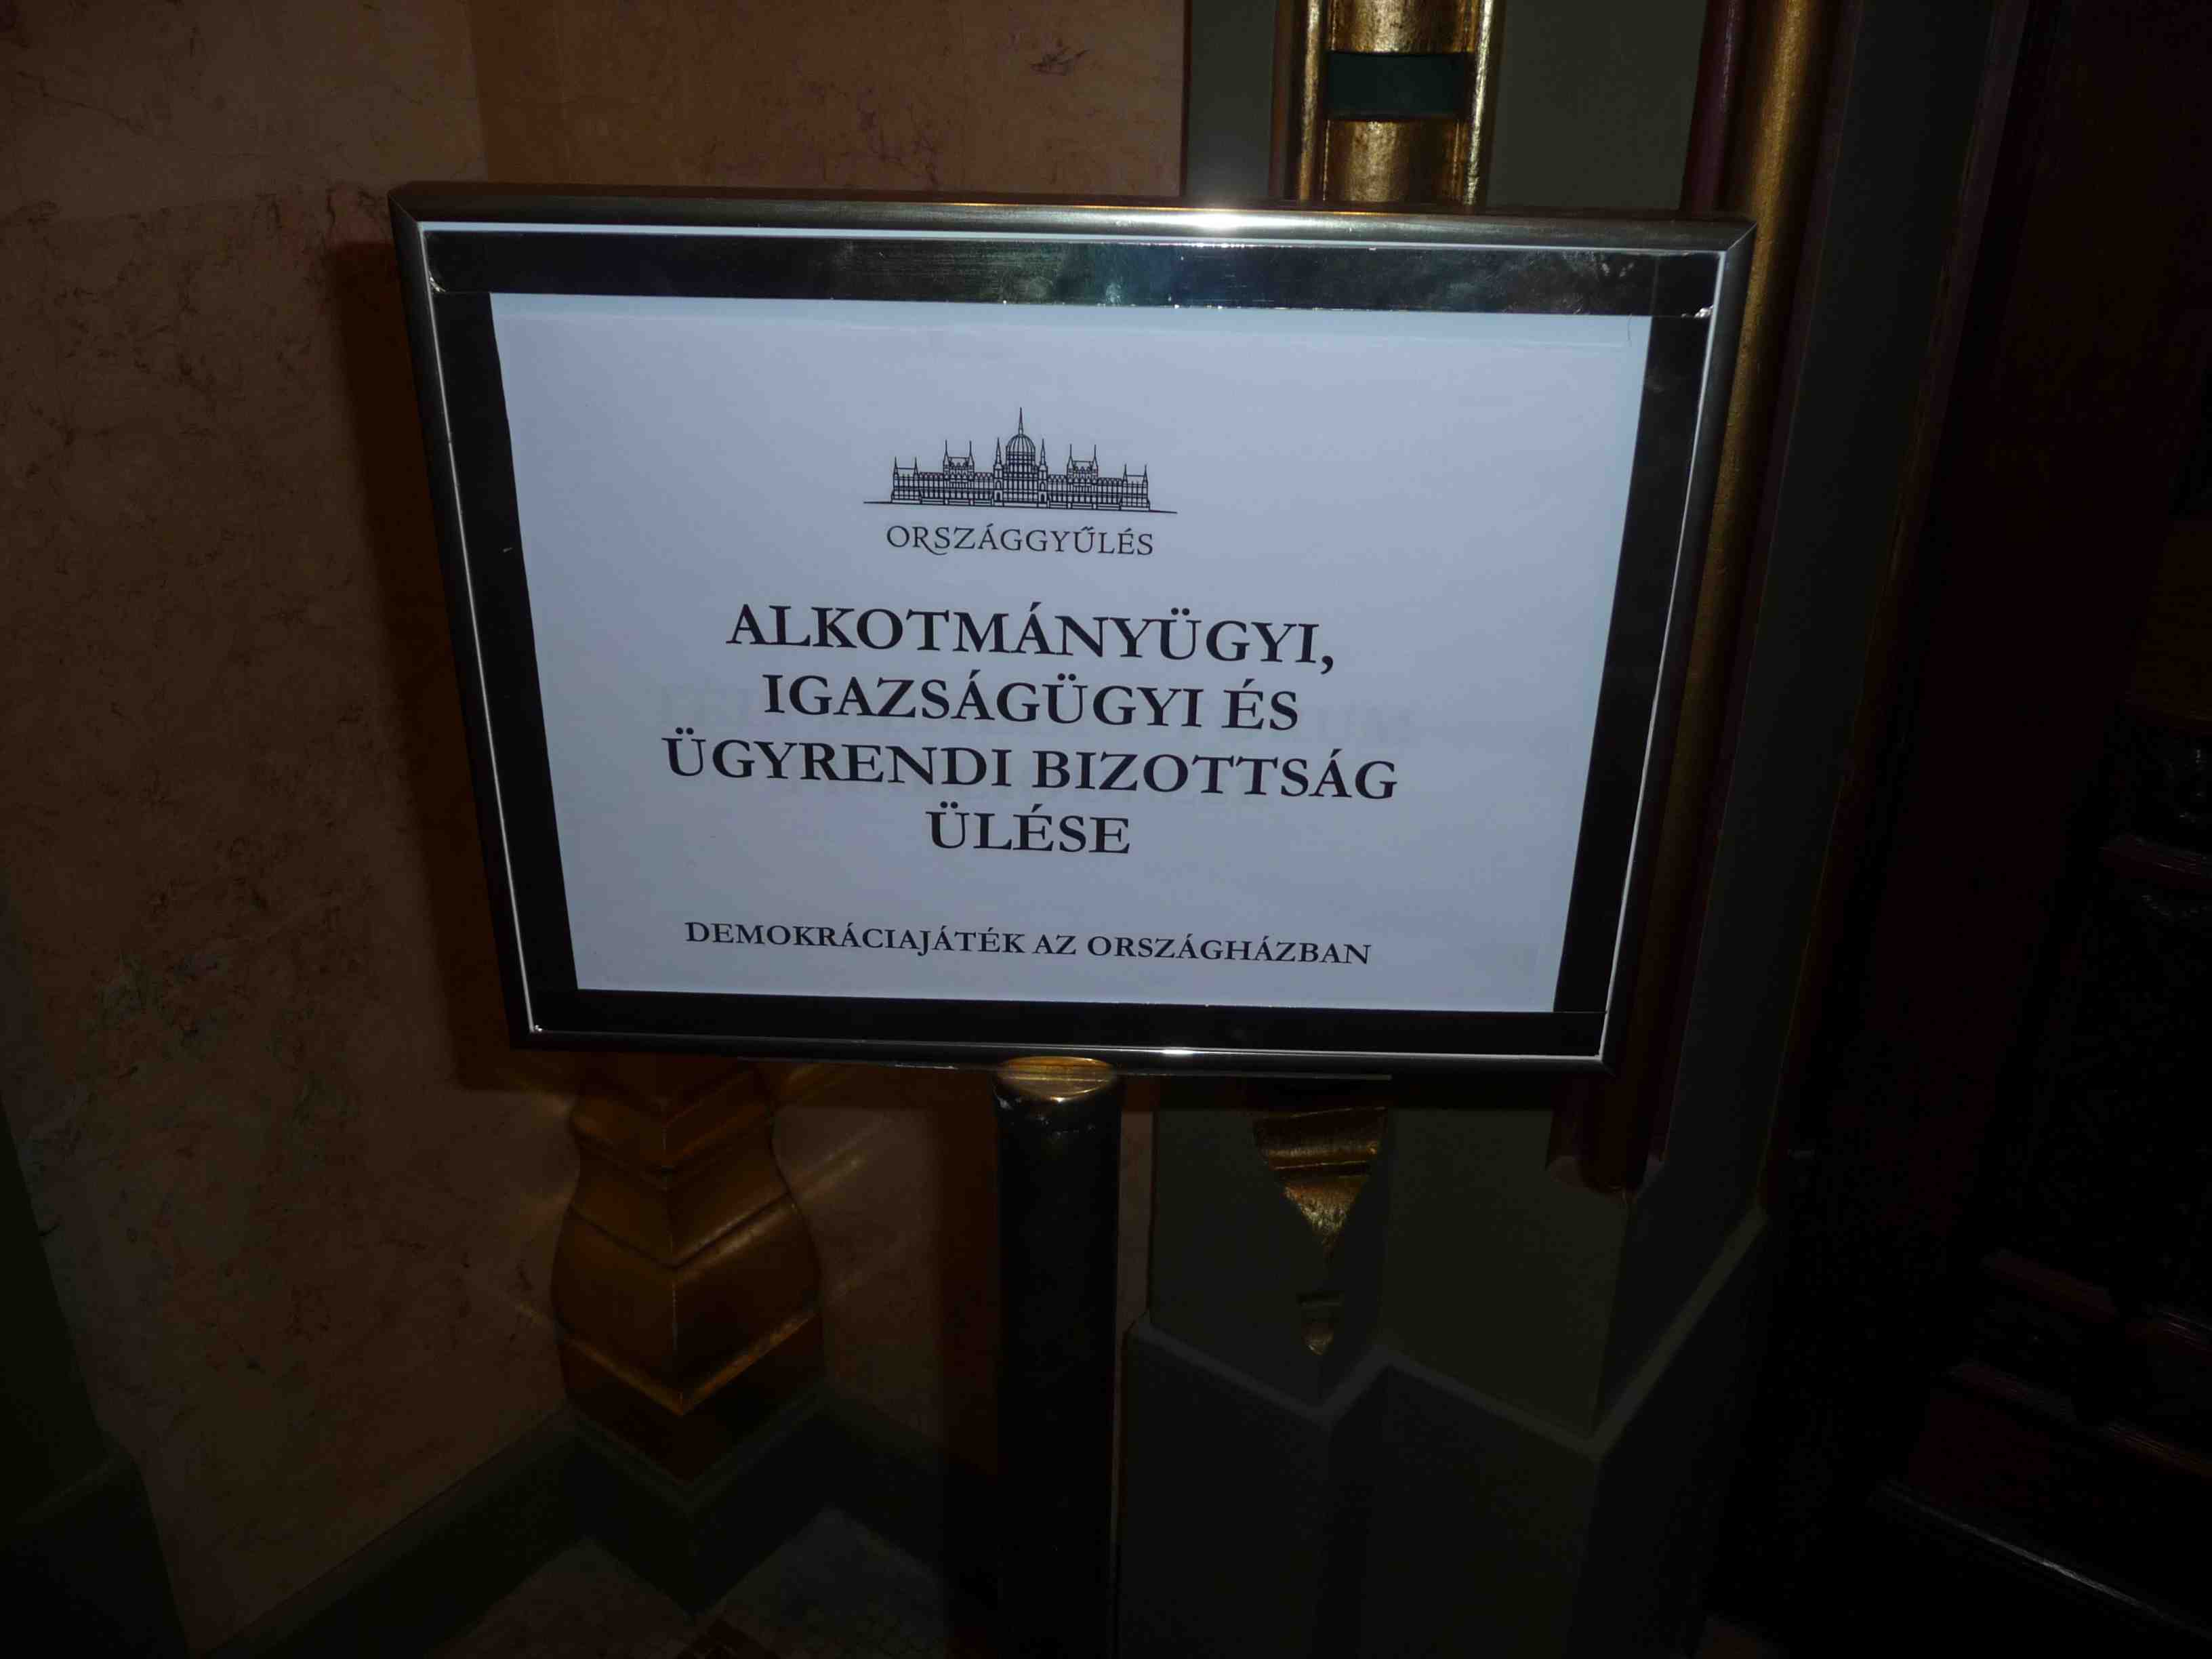 ORSZÁGGYŰLÉS
ALKOTMÁNYÜGYI,
IGAZSÁGÜGYI ÉS
ÜGYRENDI BIZOTTSÁG
ÜLÉSE
DEMOKRÁCIAJÁTÉK AZ ORSZÁGHÁZBAN